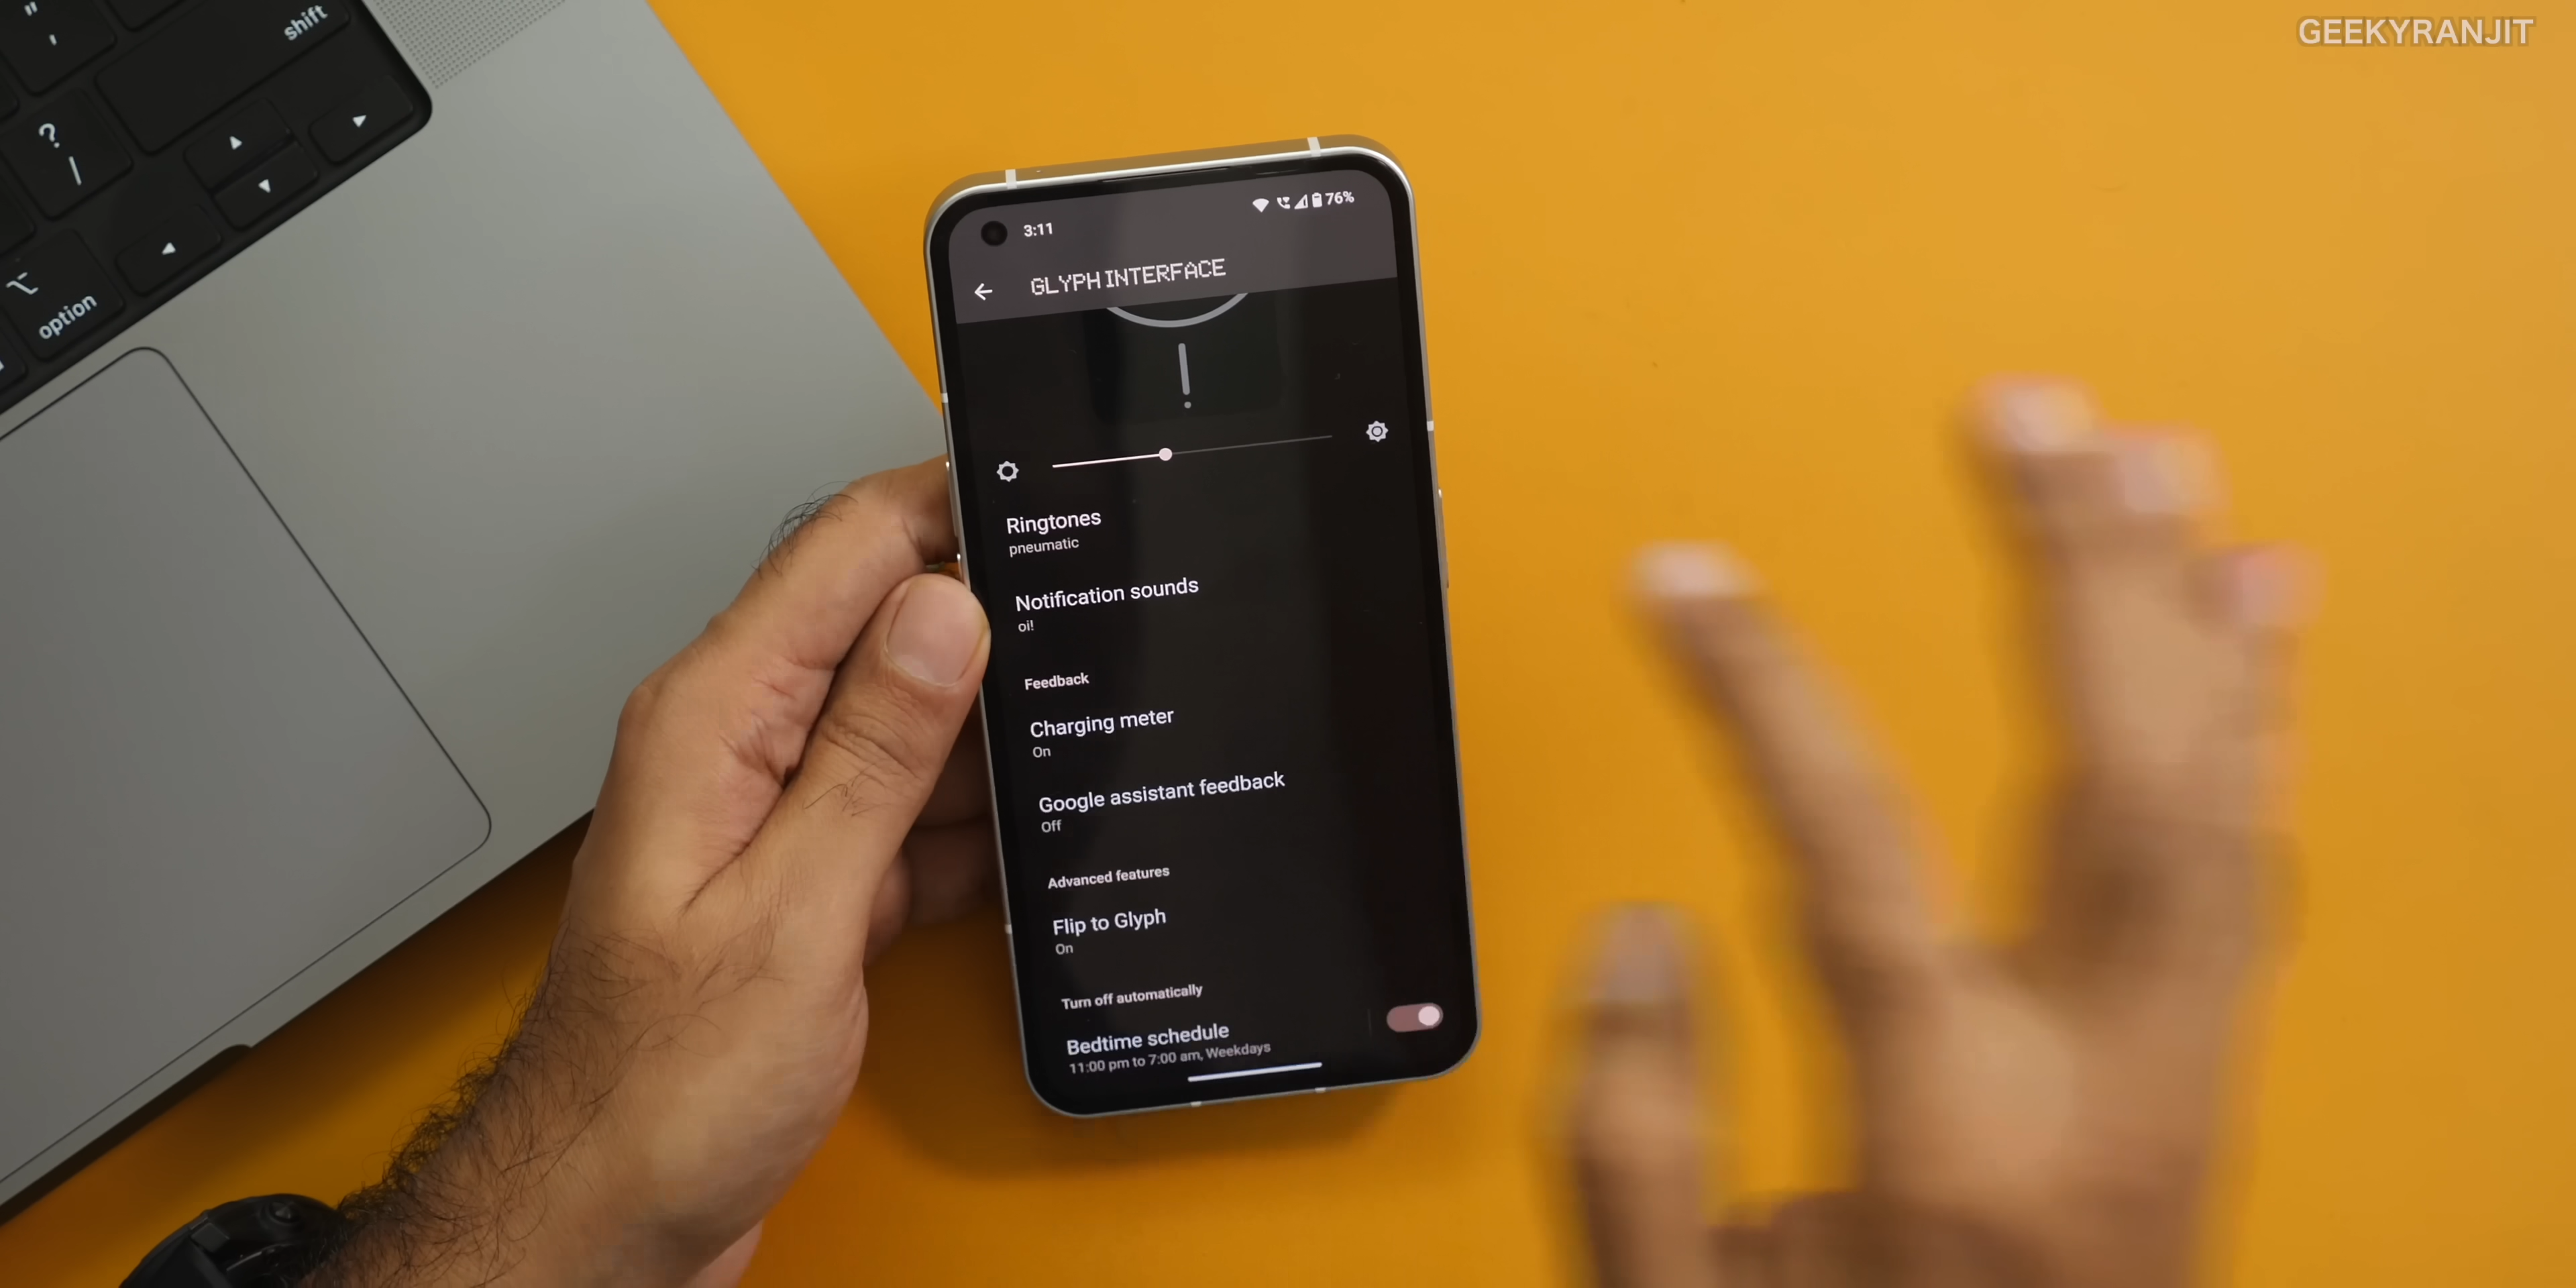 GEEKYRANJIT
"
'
shift
?
/
option
3:11
76%
GLYPH INTERFACE
Ringtones
pneumatic
Notification sounds
oi!
Feedback
Charging meter
On
Google assistant feedback
Off
Advanced features
Flip to Glyph
On
Turn off automatically
Bedtime schedule
11:00 pm to 7:00 am, Weekdays